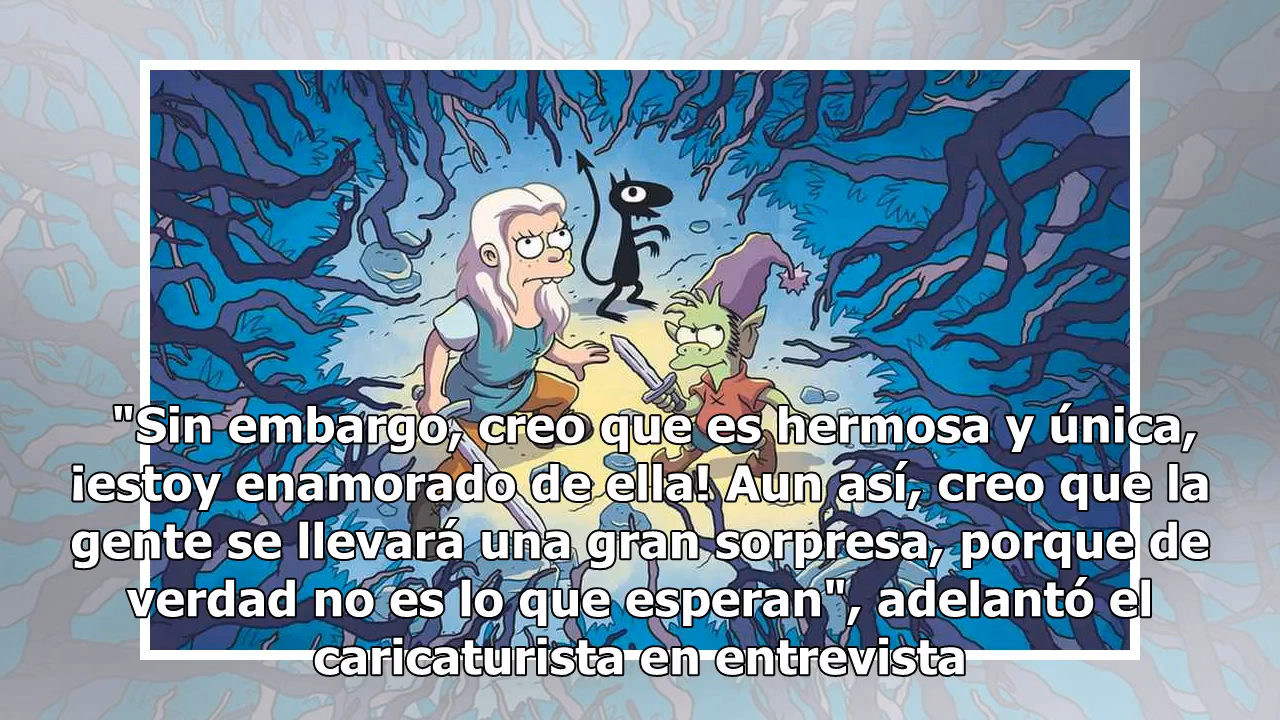 "Sin embargo, creo que es hermosa y única,
¡estoy enamorado de ella! Aun así, creo que la
gente se llevará una gran sorpresa, porque de
verdad no es lo que esperan", adelantó el
caricaturista en entrevista